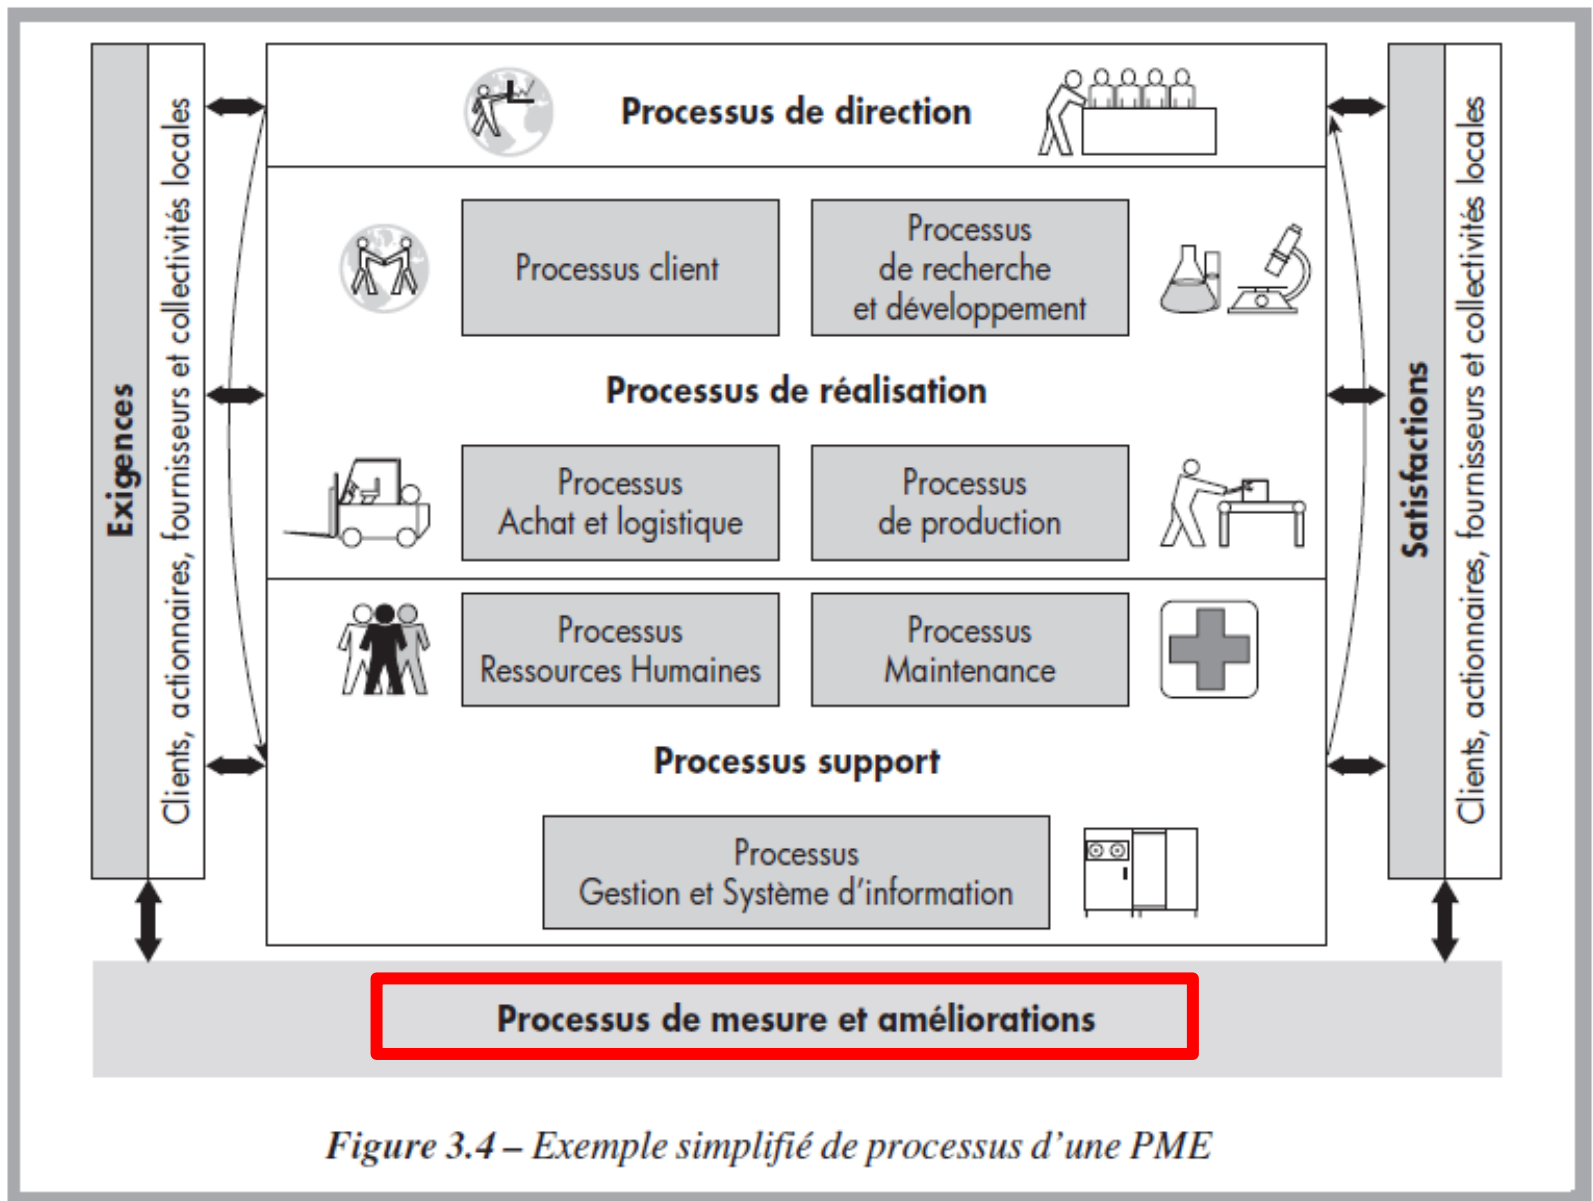 Exigences
Clients, actionnaires, fournisseurs et collectivités locales
Processus de direction
Processus client
Processus
de recherche
et développement
Processus de réalisation
Processus
Achat et logistique
Processus
de production
Processus
Ressources Humaines
Processus
Maintenance
Processus support
Processus
Gestion et Système d'information
Satisfactions
Clients, actionnaires, fournisseurs et collectivités locales
Processus de mesure et améliorations
Figure 3.4 – Exemple simplifié de processus d'une PME